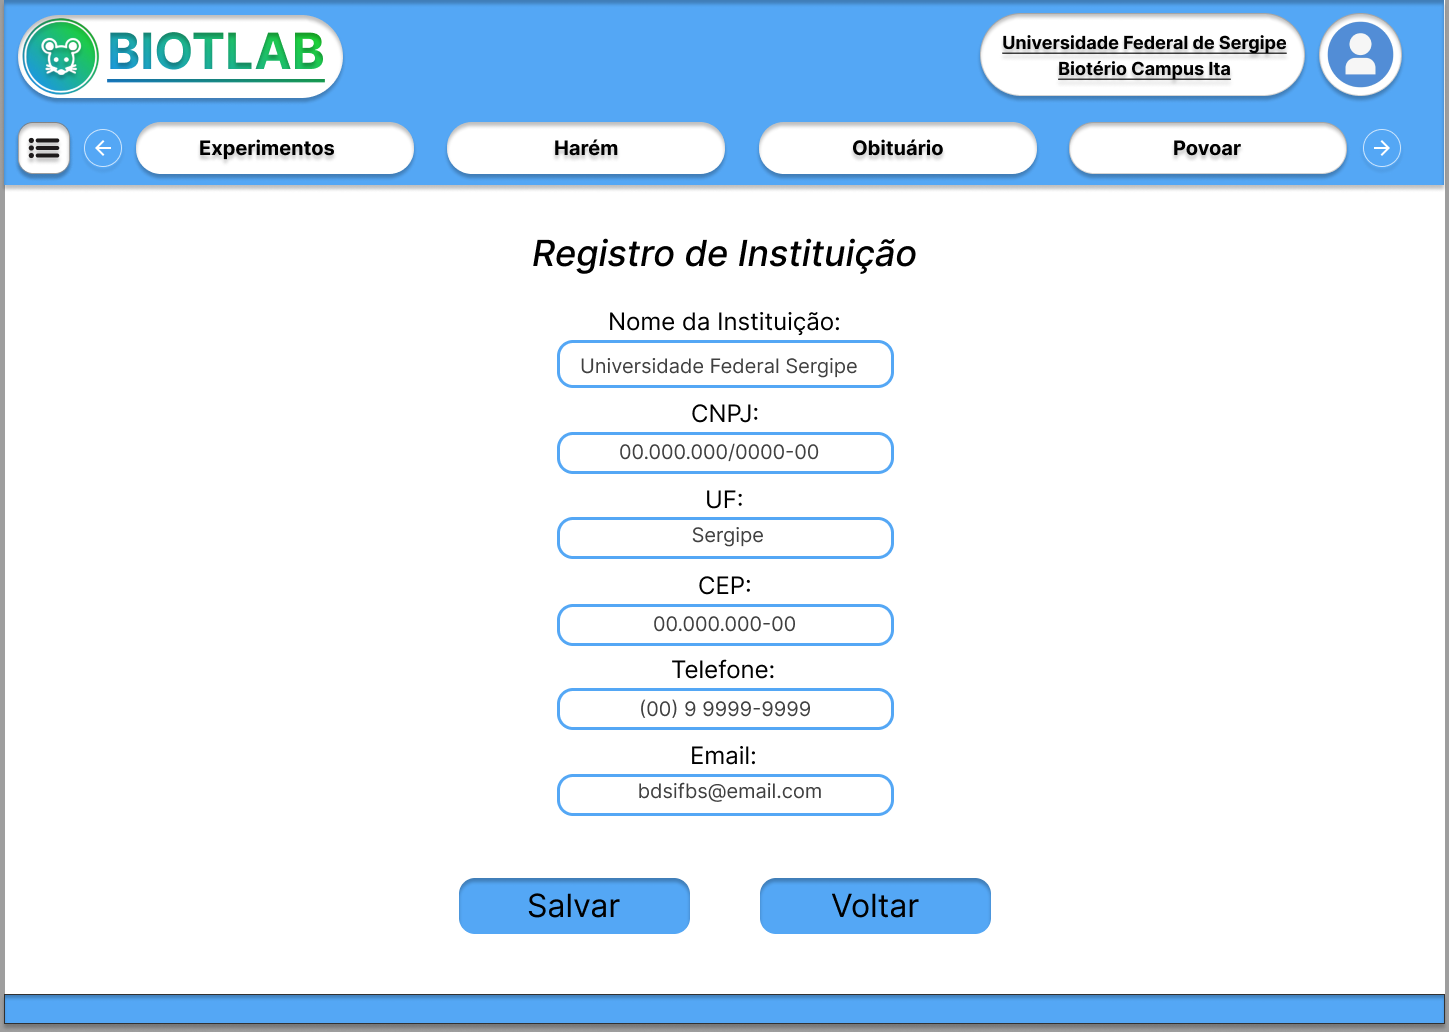 BIOTLAB
Universidade Federal de Sergipe
Biotério Campus Ita
Experimentos
Harém
Obituário
Povoar
Registro de Instituição
Nome da Instituição:
Universidade Federal Sergipe
CNPJ:
00.000.000/0000-00
UF:
Sergipe
CEP:
00.000.000-00
Telefone:
(00) 9 9999-9999
Email:
bdsifbs@email.com
Salvar
Voltar